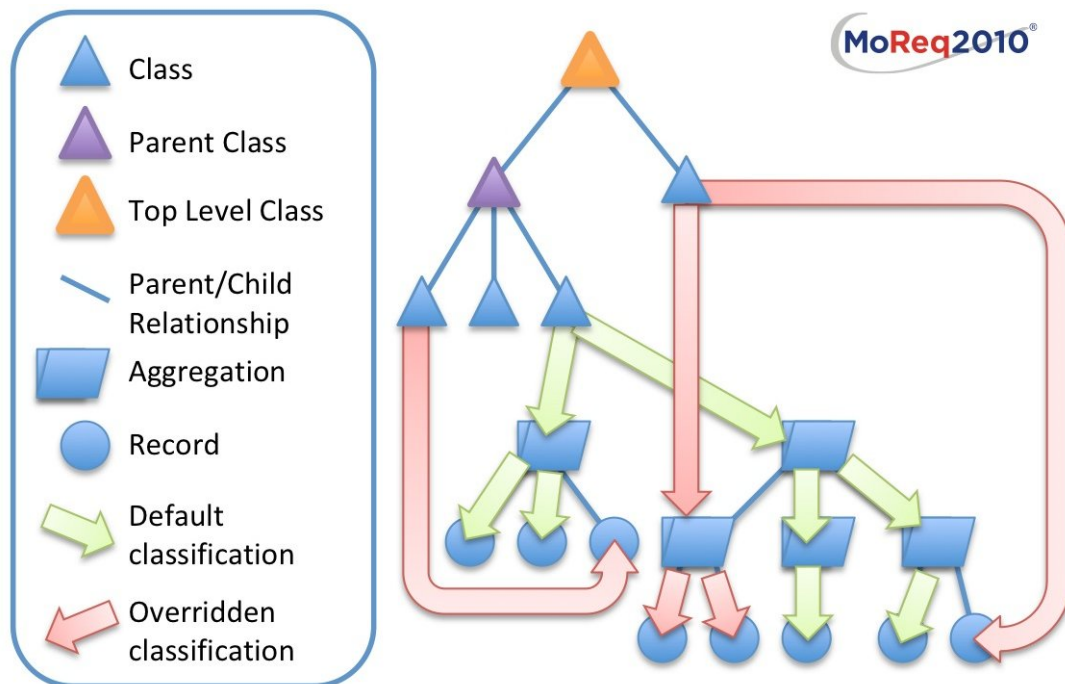 MoReq2010®
Class
Parent Class
Top Level Class
Parent/Child
Relationship
Aggregation
Record
Default
classification
Overridden
classification